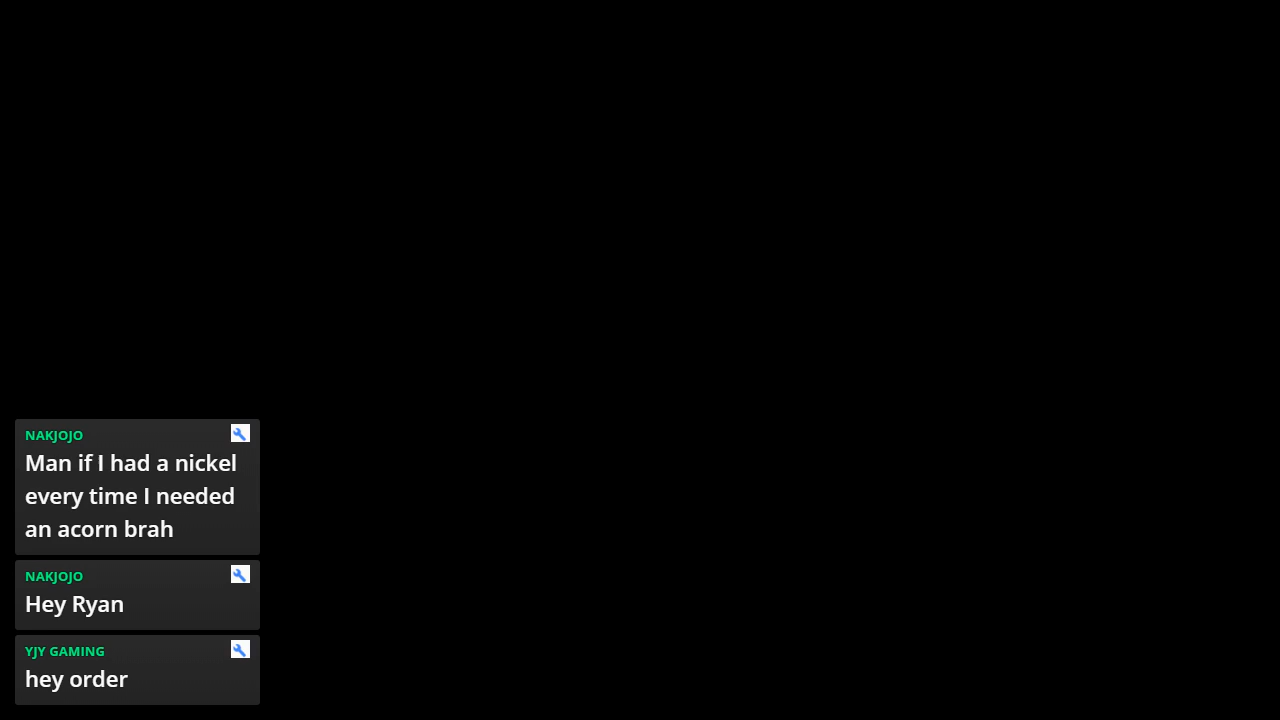 NAKJOJO
Man if I had a nickel
every time I needed
an acorn brah
NAKJOJO
Hey Ryan
YJY GAMING
hey order